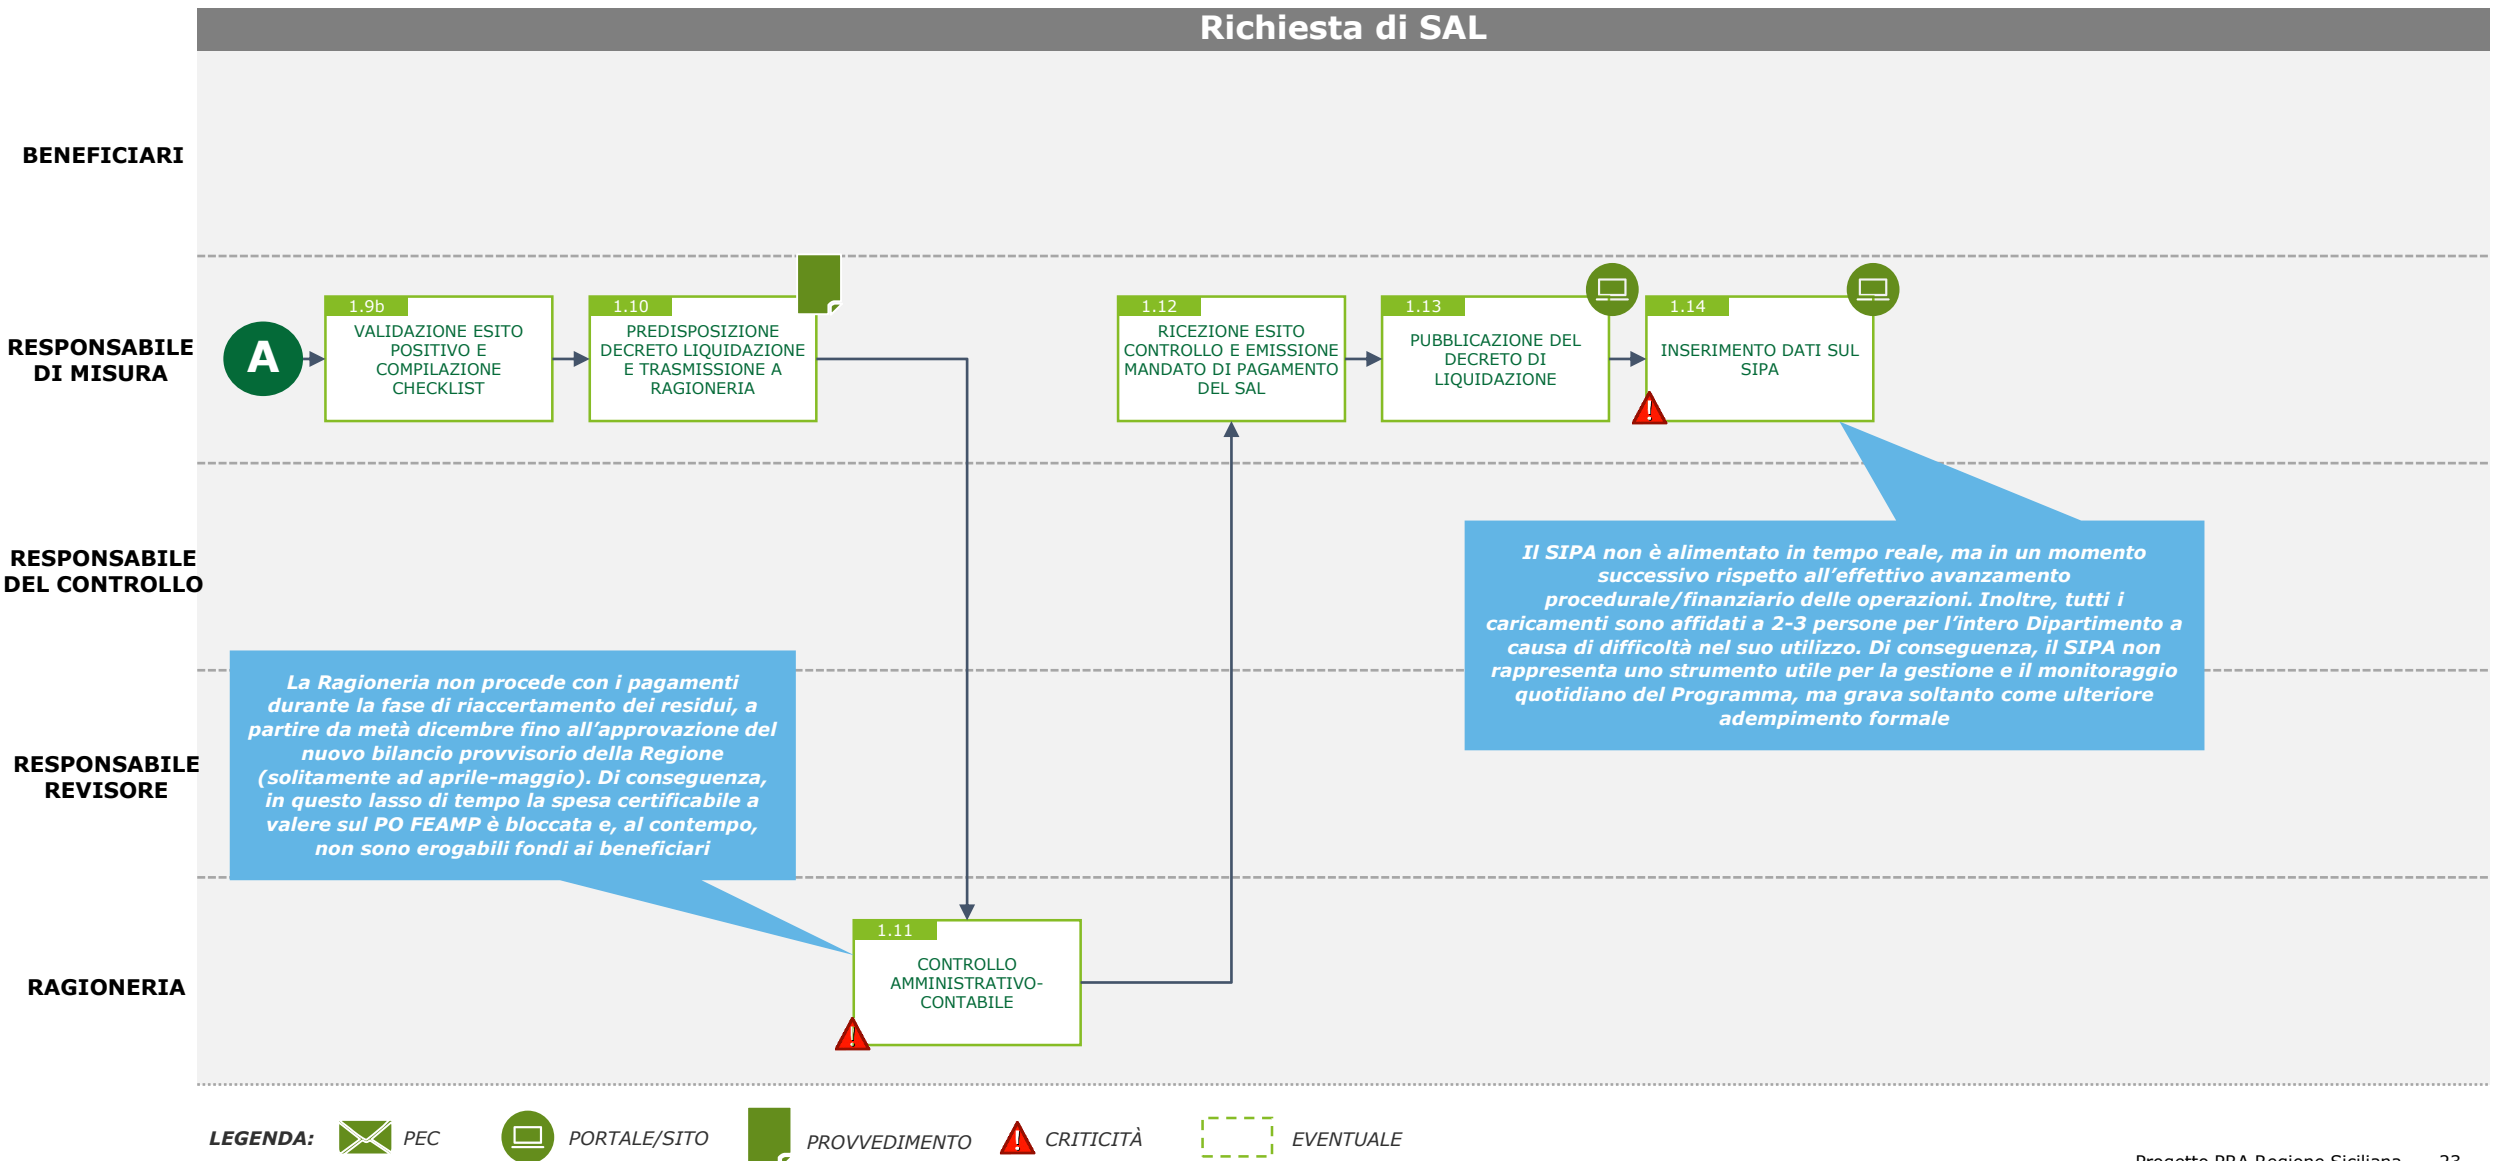 Richiesta di SAL
BENEFICIARI
RESPONSABILE
DI MISURA
A
1.9b
VALIDAZIONE ESITO
POSITIVO E
COMPILAZIONE
CHECKLIST
1.10
PREDISPOSIZIONE
DECRETO LIQUIDAZIONE
E TRASMISSIONE A
RAGIONERIA
1.12
RICEZIONE ESITO
CONTROLLO E EMISSIONE
MANDATO DI PAGAMENTO
DEL SAL
1.13
PUBBLICAZIONE DEL
DECRETO DI
LIQUIDAZIONE
1.14
INSERIMENTO DATI SUL
SIPA
RESPONSABILE
DEL CONTROLLO
Il SIPA non è alimentato in tempo reale, ma in un momento
successivo rispetto all’effettivo avanzamento
procedurale/finanziario delle operazioni. Inoltre, tutti i
caricamenti sono affidati a 2-3 persone per l’intero Dipartimento a
causa di difficoltà nel suo utilizzo. Di conseguenza, il SIPA non
rappresenta uno strumento utile per la gestione e il monitoraggio
quotidiano del Programma, ma grava soltanto come ulteriore
adempimento formale
RESPONSABILE
REVISORE
La Ragioneria non procede con i pagamenti
durante la fase di riaccertamento dei residui, a
partire da metà dicembre fino all’approvazione del
nuovo bilancio provvisorio della Regione
(solitamente ad aprile-maggio). Di conseguenza,
in questo lasso di tempo la spesa certificabile a
valere sul PO FEAMP è bloccata e, al contempo,
non sono erogabili fondi ai beneficiari
RAGIONERIA
1.11
CONTROLLO
AMMINISTRATIVO-
CONTABILE
LEGENDA:
PEC
PORTALE/SITO
PROVVEDIMENTO
CRITICITÀ
EVENTUALE
Progetto PRA Regione Siciliana 23